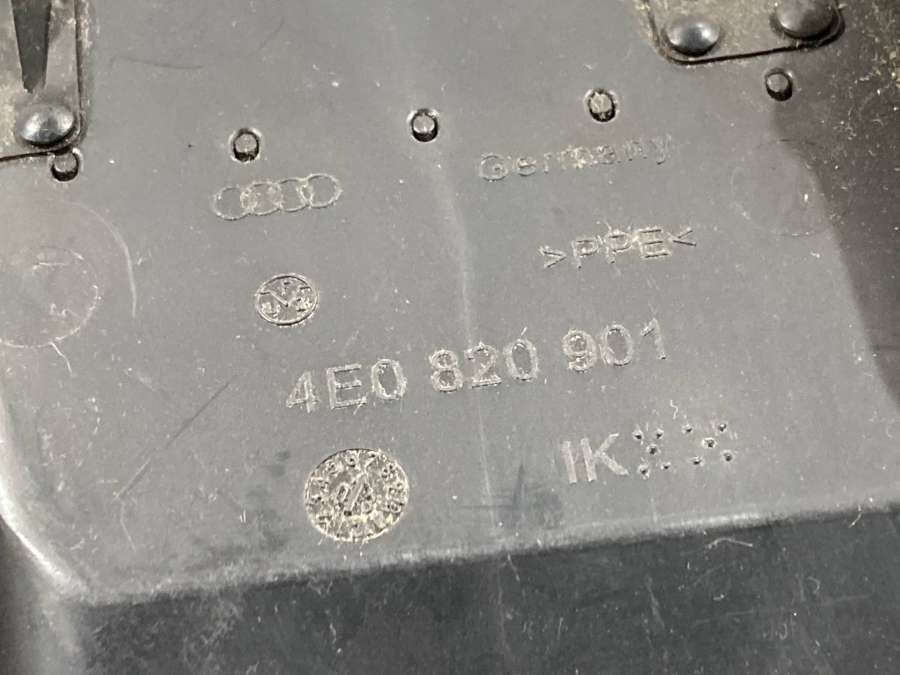 Germany
>PPE<
4E0 820 901
IK